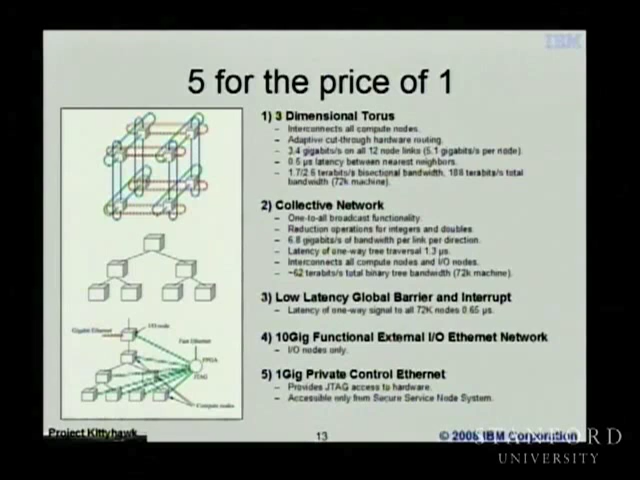 IBM
5 for the price of 1
1) 3 Dimensional Torus
– Interconnects all compute nodes.
– Adaptive cut-through hardware routing.
– 3.4 gigabits/s on all 12 node links (5.1 gigabits/s per node).
– 0.5 µs latency between nearest neighbors.
– 1.7/2.6 terabits/s bisectional bandwidth, 188 terabits/s total
bandwidth (72k machine).
2) Collective Network
– One-to-all broadcast functionality.
– Reduction operations for integers and doubles.
– 6.8 gigabits/s of bandwidth per link per direction.
– Latency of one-way tree traversal 1.3 µs.
– Interconnects all compute nodes and I/O nodes.
– ~62 terabits/s total binary tree bandwidth (72k machine).
3) Low Latency Global Barrier and Interrupt
– Latency of one-way signal to all 72K nodes 0.65 µs.
4) 10Gig Functional External I/O Ethernet Network
– I/O nodes only.
5) 1Gig Private Control Ethernet
– Provides JTAG access to hardware.
– Accessible only from Secure Service Node System.
Gigabit Ethernet
I/O node
Fast Ethernet
FPGA
JTAG
Compute nodes
Project Kittyhawk
13
© 2008 IBM Corporation
STANFORD
UNIVERSITY